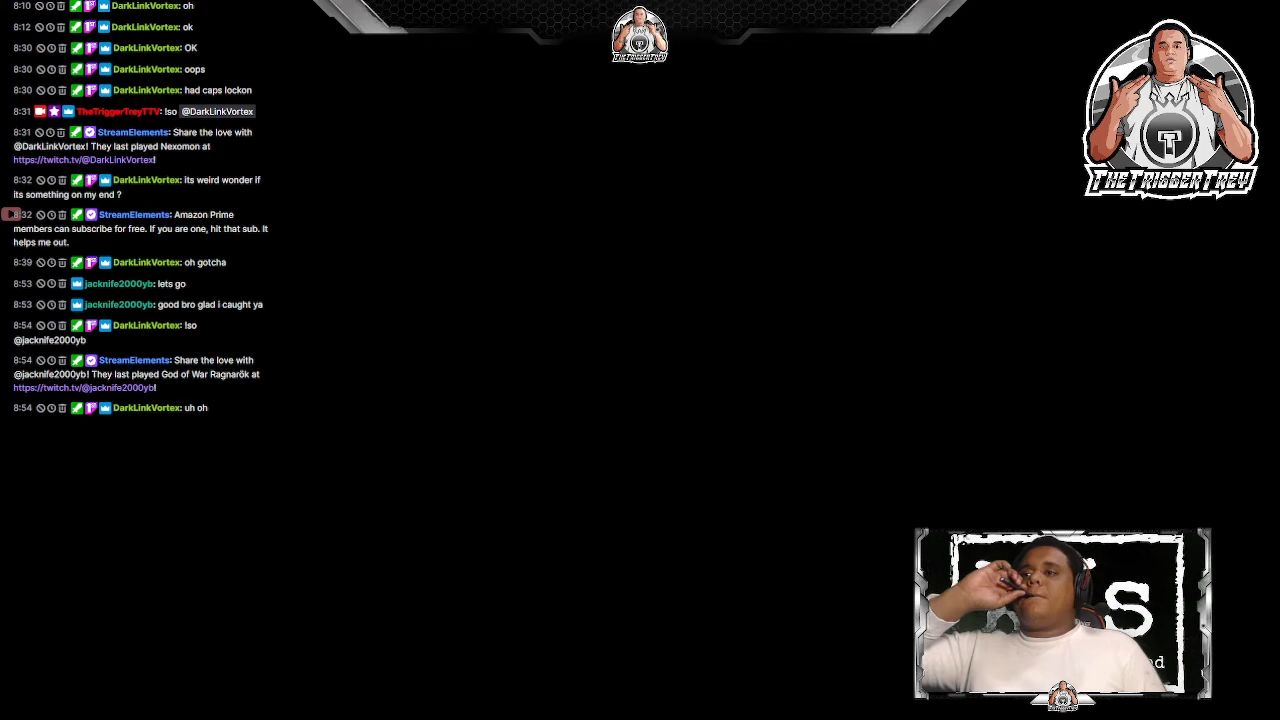 8:10 DarkLinkVortex: oh
8:12 DarkLinkVortex: ok
8:30 DarkLinkVortex: OK
8:30 DarkLinkVortex: oops
8:30 DarkLinkVortex: had caps lockon
8:31 TheTriggerTreyTTV: !so @DarkLinkVortex
8:31 StreamElements: Share the love with
@DarkLinkVortex! They last played Nexomon at
https://twitch.tv/@DarkLinkVortex!
8:32 DarkLinkVortex: its weird wonder if
its something on my end ?
8:32 StreamElements: Amazon Prime
members can subscribe for free. If you are one, hit that sub. It
helps me out.
8:39 DarkLinkVortex: oh gotcha
8:53 jacknife2000yb: lets go
8:53 jacknife2000yb: good bro glad i caught ya
8:54 DarkLinkVortex: !so
@jacknife2000yb
8:54 StreamElements: Share the love with
@jacknife2000yb! They last played God of War Ragnarök at
https://twitch.tv/@jacknife2000yb!
8:54 DarkLinkVortex: uh oh
THETRIGGERTREY
T
THETRIGGERTREY
S